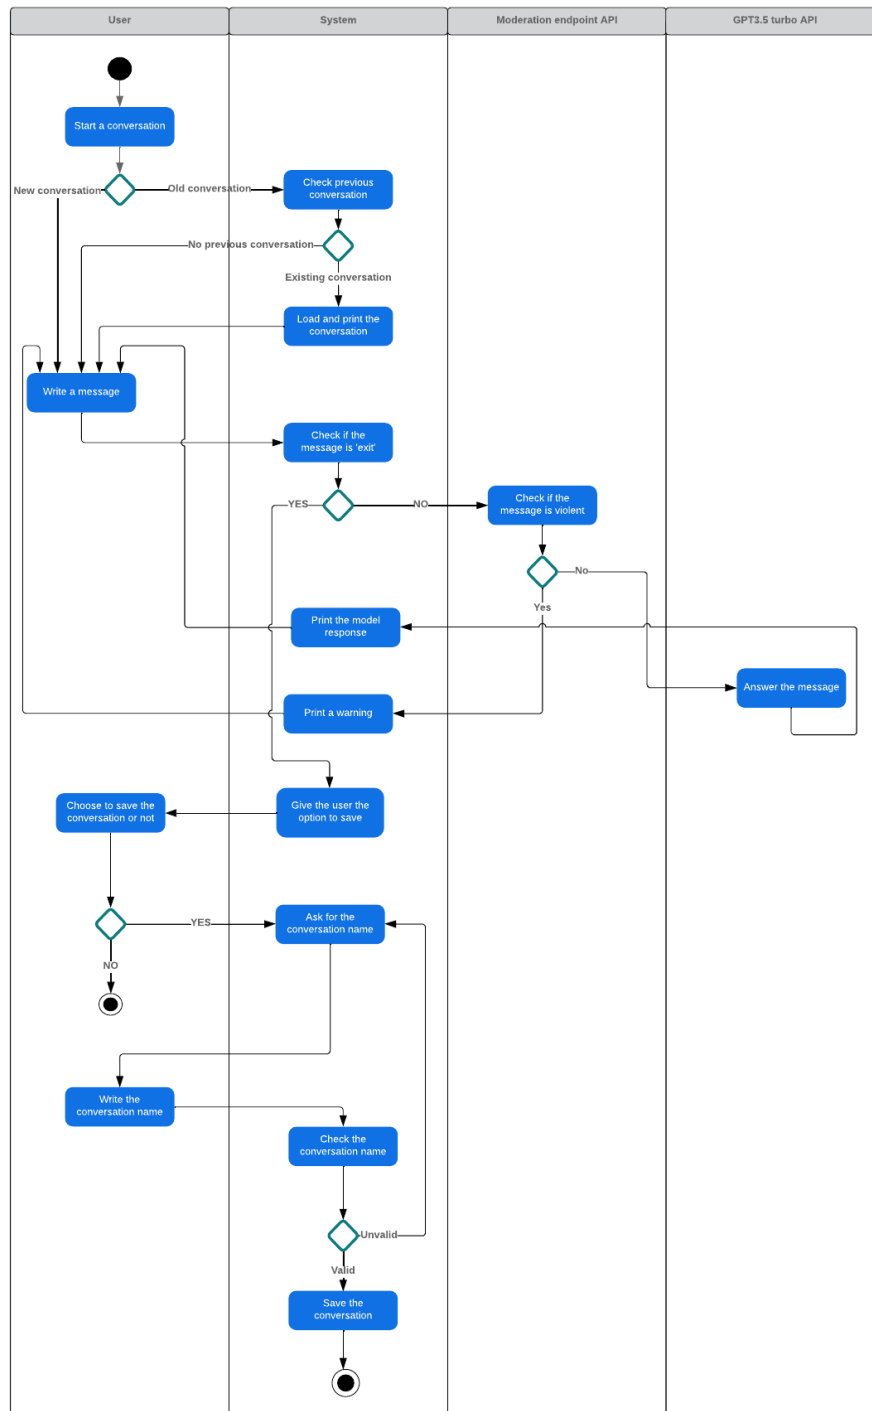 User
System
Moderation endpoint API
GPT3.5 turbo API
Start a conversation
New conversation
Old conversation
Check previous
conversation
No previous conversation
Existing conversation
Load and print the
conversation
Write a message
Check if the
message is 'exit'
YES
NO
Check if the
message is violent
No
Yes
Print the model
response
Answer the message
Print a warning
Choose to save the
conversation or not
Give the user the
option to save
YES
Ask for the
conversation name
NO
Write the
conversation name
Check the
conversation name
Unvalid
Valid
Save the
conversation